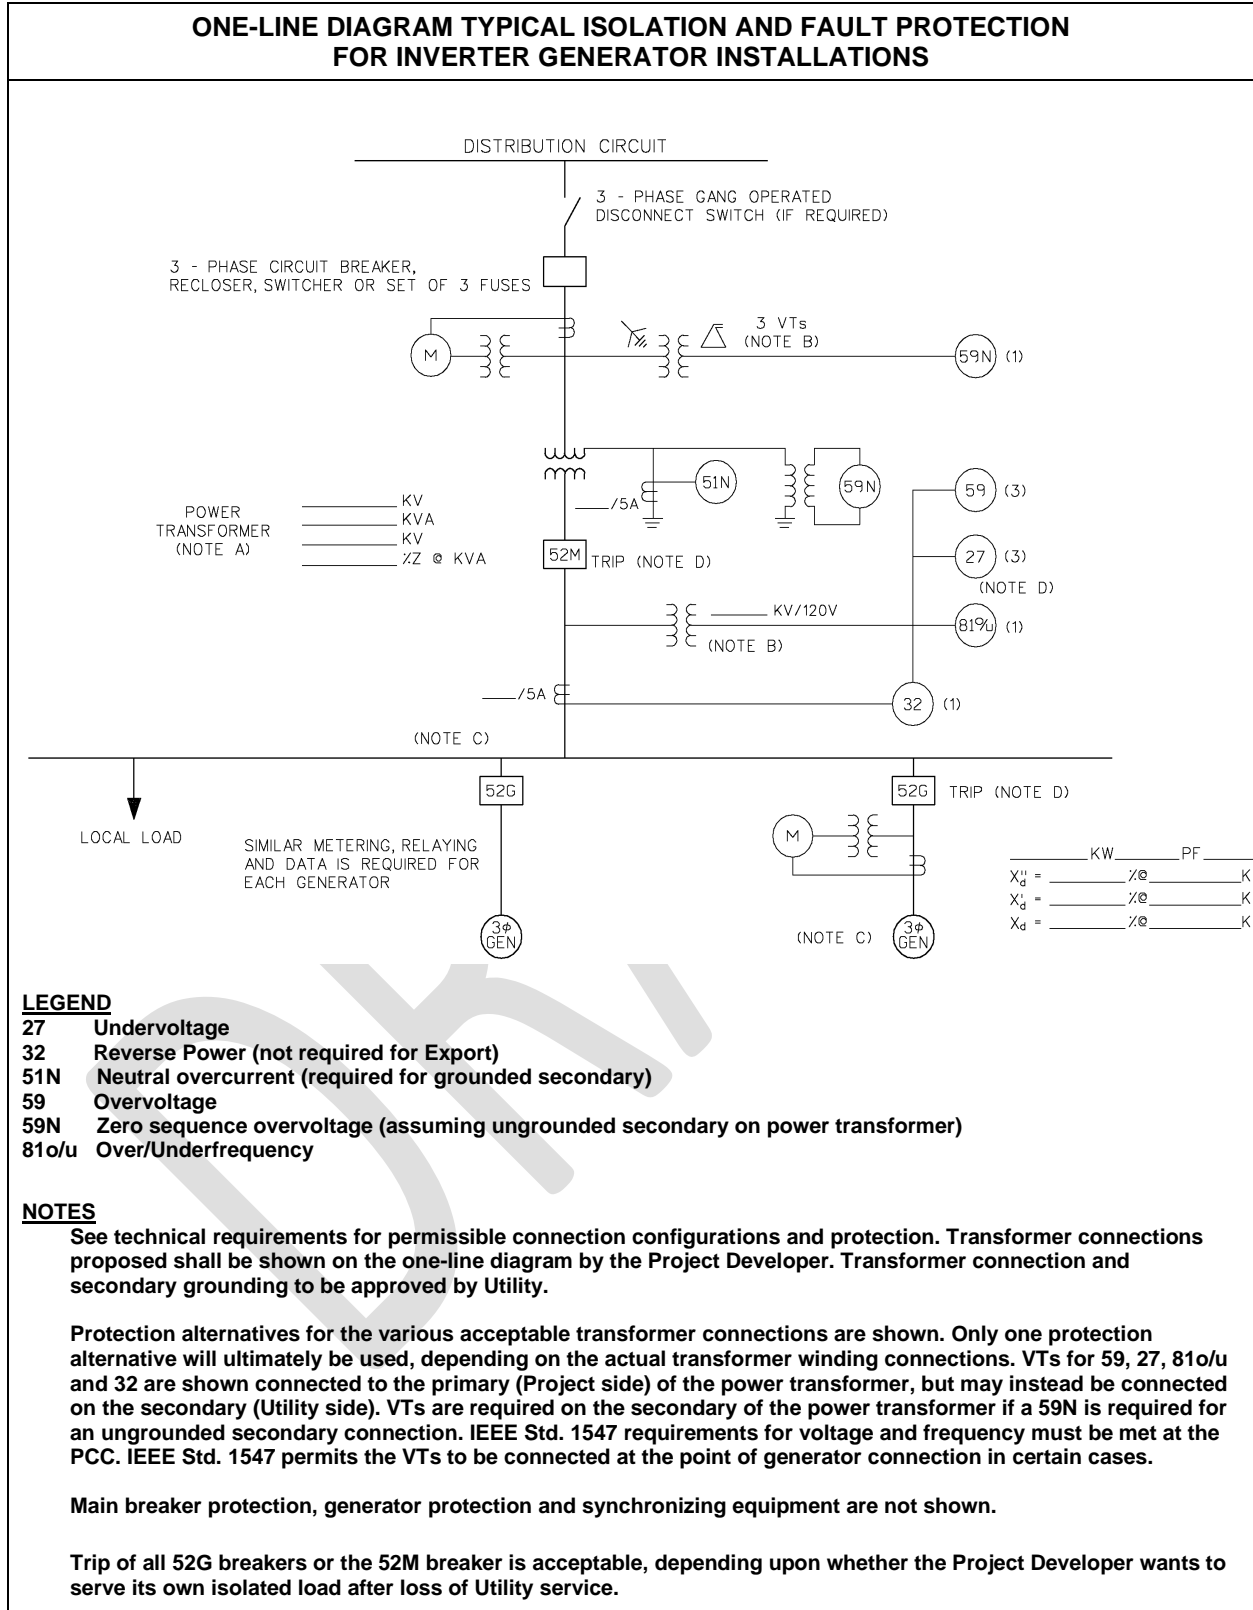 ONE-LINE DIAGRAM TYPICAL ISOLATION AND FAULT PROTECTION
FOR INVERTER GENERATOR INSTALLATIONS
DISTRIBUTION CIRCUIT
3 - PHASE GANG OPERATED
DISCONNECT SWITCH (IF REQUIRED)
3 - PHASE CIRCUIT BREAKER,
RECLOSER, SWITCHER OR SET OF 3 FUSES
3 VTs
(NOTE B)
M
59N (1)
51N
59N
/5A
59 (3)
POWER
TRANSFORMER
(NOTE A)
KV
KVA
KV
%Z @ KVA
52M TRIP (NOTE D)
27 (3)
(NOTE D)
KV/120V
(NOTE B)
81o/u (1)
/5A
32 (1)
(NOTE C)
52G
52G TRIP (NOTE D)
LOCAL LOAD
SIMILAR METERING, RELAYING
AND DATA IS REQUIRED FOR
EACH GENERATOR
M
KW PF
X"d = %@ K
X'd = %@ K
Xd = %@ K
3φ
GEN
(NOTE C)
3φ
GEN
LEGEND
27 Undervoltage
32 Reverse Power (not required for Export)
51N Neutral overcurrent (required for grounded secondary)
59 Overvoltage
59N Zero sequence overvoltage (assuming ungrounded secondary on power transformer)
81o/u Over/Underfrequency
NOTES
See technical requirements for permissible connection configurations and protection. Transformer connections
proposed shall be shown on the one-line diagram by the Project Developer. Transformer connection and
secondary grounding to be approved by Utility.
Protection alternatives for the various acceptable transformer connections are shown. Only one protection
alternative will ultimately be used, depending on the actual transformer winding connections. VTs for 59, 27, 81o/u
and 32 are shown connected to the primary (Project side) of the power transformer, but may instead be connected
on the secondary (Utility side). VTs are required on the secondary of the power transformer if a 59N is required for
an ungrounded secondary connection. IEEE Std. 1547 requirements for voltage and frequency must be met at the
PCC. IEEE Std. 1547 permits the VTs to be connected at the point of generator connection in certain cases.
Main breaker protection, generator protection and synchronizing equipment are not shown.
Trip of all 52G breakers or the 52M breaker is acceptable, depending upon whether the Project Developer wants to
serve its own isolated load after loss of Utility service.